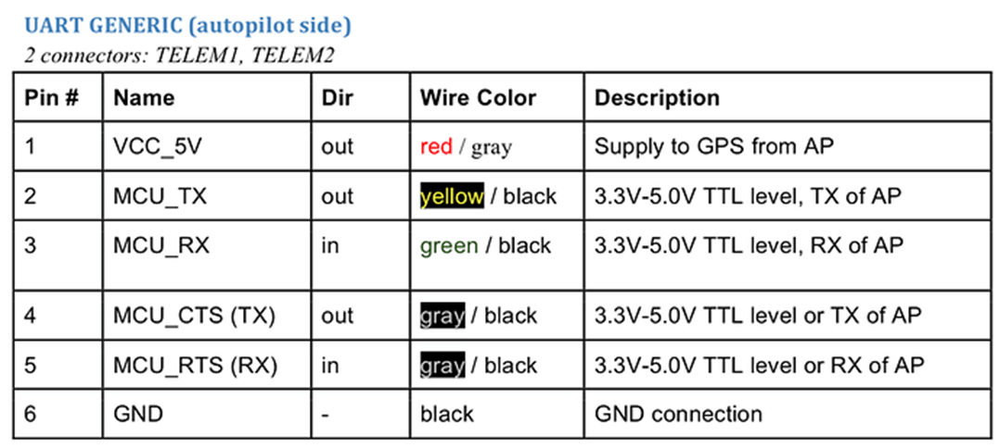 UART GENERIC (autopilot side)
2 connectors: TELEM1, TELEM2
Pin # Name Dir Wire Color Description
1 VCC_5V out red / gray Supply to GPS from AP
2 MCU_TX out yellow / black 3.3V-5.0V TTL level, TX of AP
3 MCU_RX in green / black 3.3V-5.0V TTL level, RX of AP
4 MCU_CTS (TX) out gray / black 3.3V-5.0V TTL level or TX of AP
5 MCU_RTS (RX) in gray / black 3.3V-5.0V TTL level or RX of AP
6 GND - black GND connection